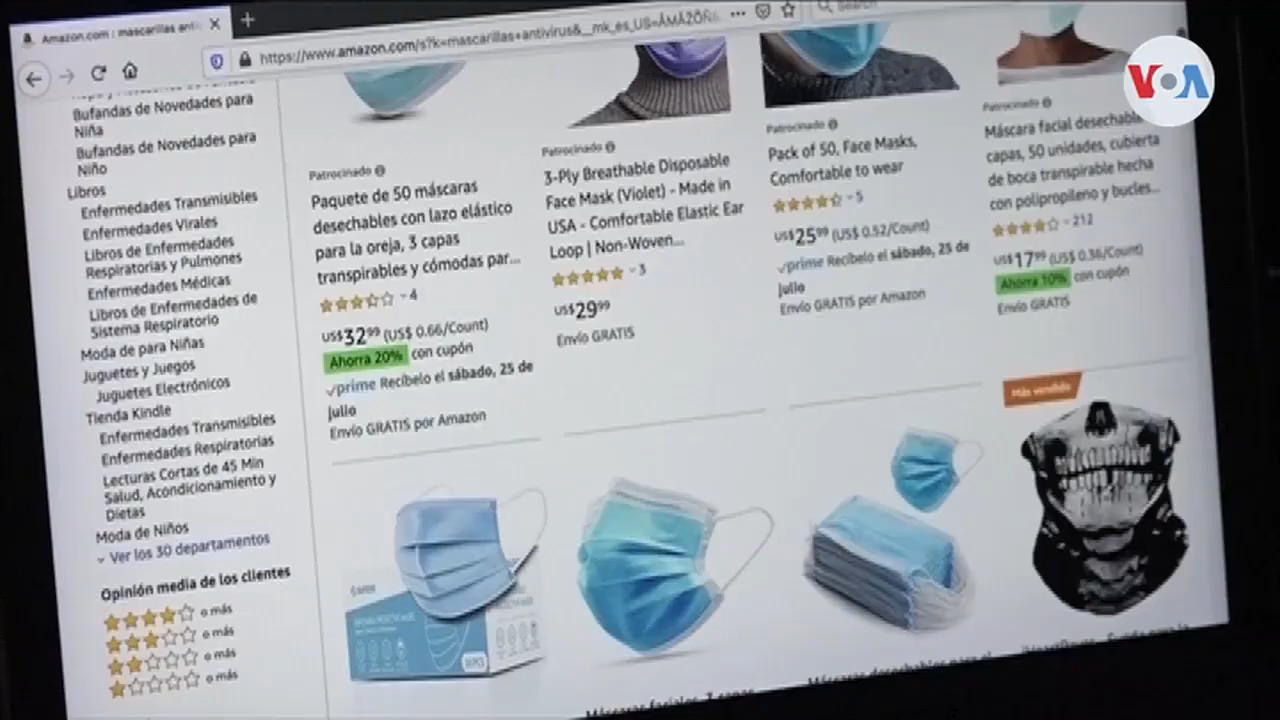 Amazon.com : mascarillas anti
https://www.amazon.com/s?k=mascarillas+antivirus&__mk_es_US=ÅMÅŽÕÑ
Search
VOA
Bufandas de Novedades para
Niña
Bufandas de Novedades para
Niño
Libros
Enfermedades Transmisibles
Enfermedades Virales
Libros de Enfermedades
Respiratorias y Pulmones
Enfermedades Médicas
Libros de Enfermedades de
Sistema Respiratorio
Moda de para Niñas
Juguetes y Juegos
Juguetes Electrónicos
Tienda Kindle
Enfermedades Transmisibles
Enfermedades Respiratorias
Lecturas Cortas de 45 Min
Salud, Acondicionamiento y
Dietas
Moda de Niños
Ver los 30 departamentos
Opinión media de los clientes
o más
o más
o más
o más
Patrocinado
Paquete de 50 máscaras
desechables con lazo elástico
para la oreja, 3 capas
transpirables y cómodas par...
4
US$32.99 (US$ 0.66/Count)
Ahorra 20% con cupón
prime Recíbelo el sábado, 25 de
julio
Envío GRATIS por Amazon
Patrocinado
3-Ply Breathable Disposable
Face Mask (Violet) - Made in
USA - Comfortable Elastic Ear
Loop | Non-Woven...
3
US$29.99
Envío GRATIS
Patrocinado
Pack of 50, Face Masks,
Comfortable to wear
5
US$25.99 (US$ 0.52/Count)
prime Recíbelo el sábado, 25 de
julio
Envío GRATIS por Amazon
Patrocinado
Máscara facial desechable
capas, 50 unidades, cubierta
de boca transpirable hecha
con polipropileno y bucles...
212
US$17.99 (US$ 0.36/Count)
Ahorra 10% con cupón
Envío GRATIS
Más vendido
Máscaras faciales, 3 capas